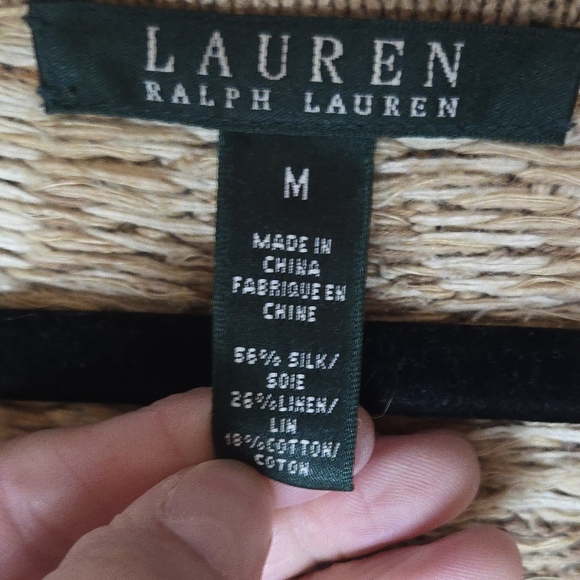 LAUREN
RALPH LAUREN
M
MADE IN
CHINA
FABRIQUE EN
CHINE
56% SILK/
SOIE
26% LINEN/
LIN
18% COTTON/
COTON